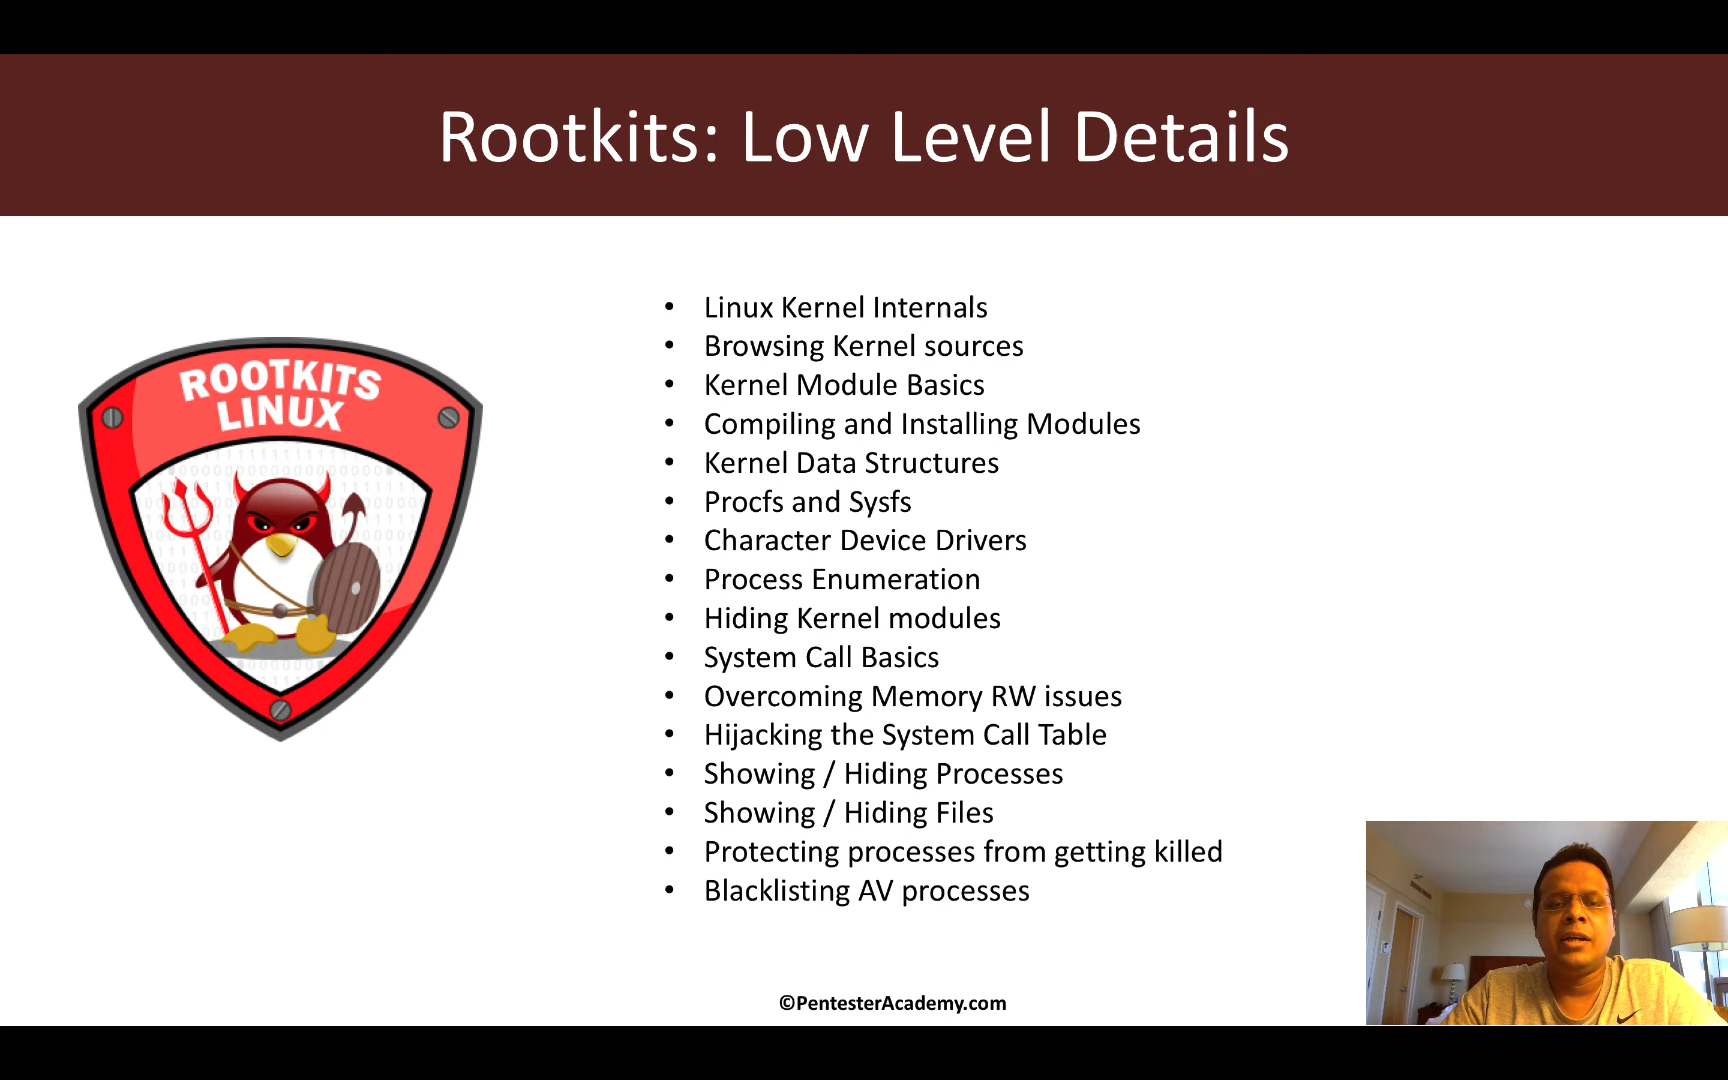 Rootkits: Low Level Details
ROOTKITS
LINUX
• Linux Kernel Internals
• Browsing Kernel sources
• Kernel Module Basics
• Compiling and Installing Modules
• Kernel Data Structures
• Procfs and Sysfs
• Character Device Drivers
• Process Enumeration
• Hiding Kernel modules
• System Call Basics
• Overcoming Memory RW issues
• Hijacking the System Call Table
• Showing / Hiding Processes
• Showing / Hiding Files
• Protecting processes from getting killed
• Blacklisting AV processes
©PentesterAcademy.com